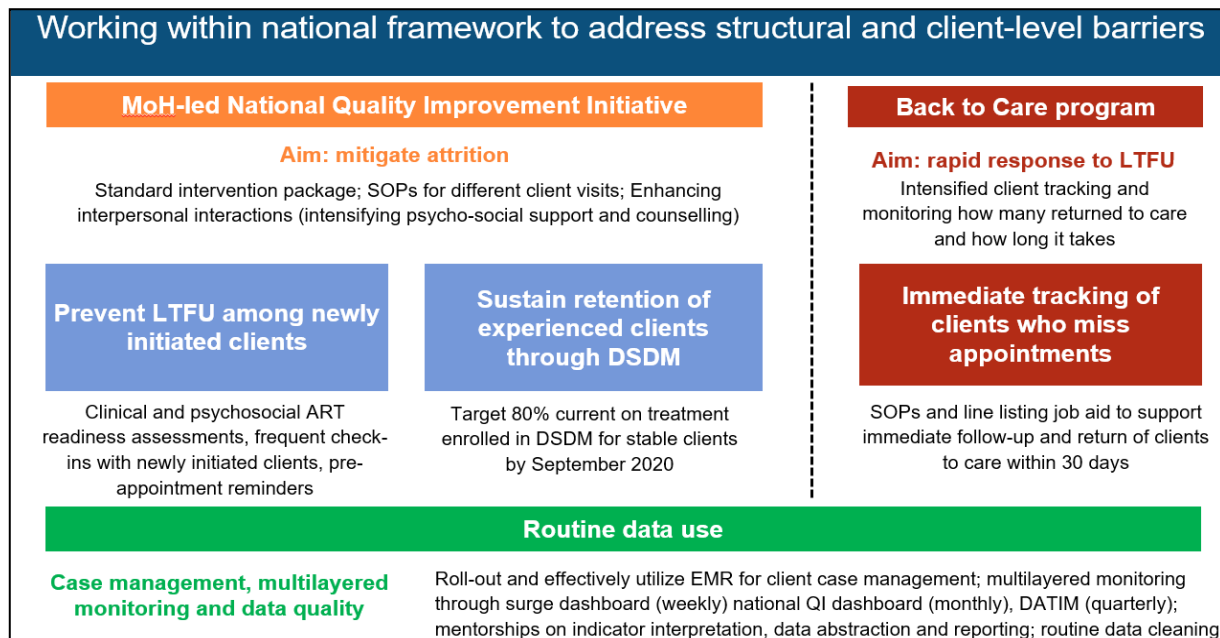 Working within national framework to address structural and client-level barriers
MoH-led National Quality Improvement Initiative
Aim: mitigate attrition
Standard intervention package; SOPs for different client visits; Enhancing
interpersonal interactions (intensifying psycho-social support and counselling)
Prevent LTFU among newly
initiated clients
Clinical and psychosocial ART
readiness assessments, frequent check-
ins with newly initiated clients, pre-
appointment reminders
Sustain retention of
experienced clients
through DSDM
Target 80% current on treatment
enrolled in DSDM for stable clients
by September 2020
Back to Care program
Aim: rapid response to LTFU
Intensified client tracking and
monitoring how many returned to care
and how long it takes
Immediate tracking of
clients who miss
appointments
SOPs and line listing job aid to support
immediate follow-up and return of clients
to care within 30 days
Routine data use
Case management, multilayered
monitoring and data quality
Roll-out and effectively utilize EMR for client case management; multilayered monitoring
through surge dashboard (weekly) national QI dashboard (monthly), DATIM (quarterly);
mentorships on indicator interpretation, data abstraction and reporting; routine data cleaning